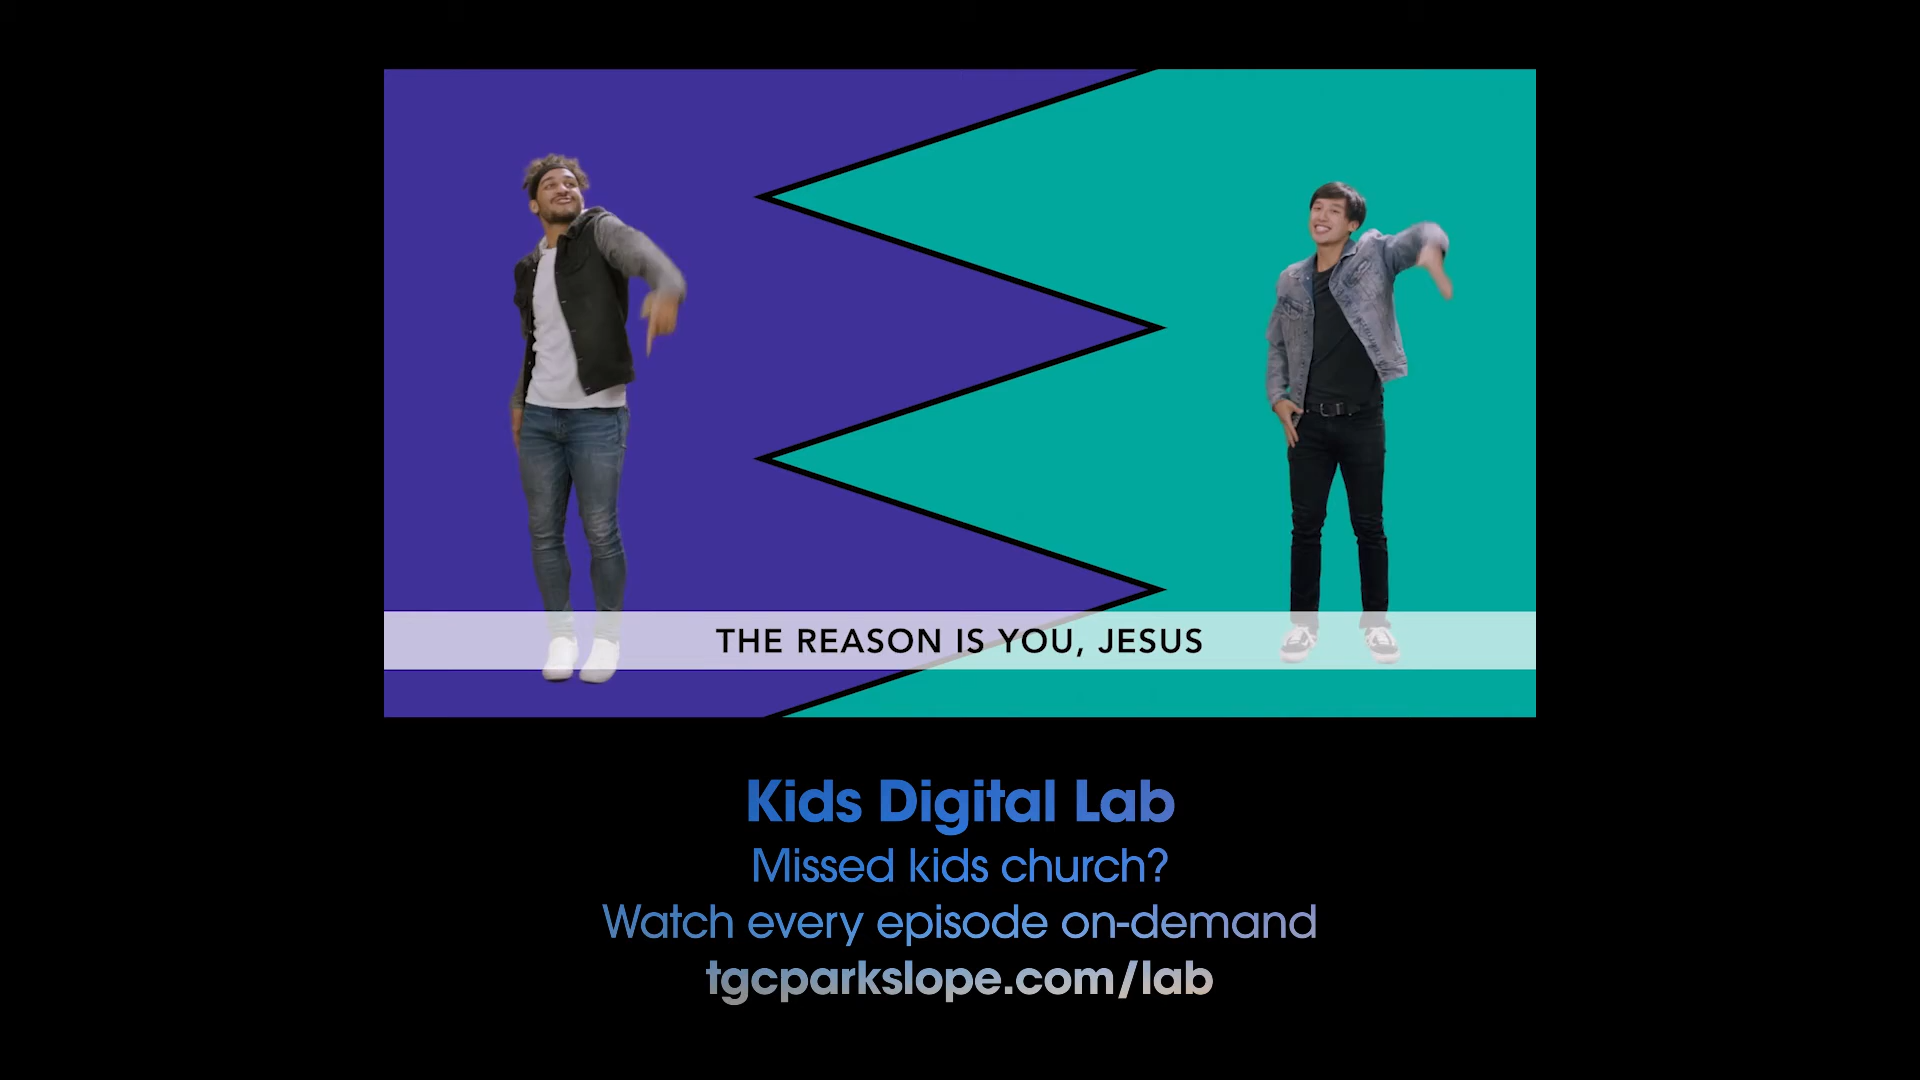 THE REASON IS YOU, JESUS
Kids Digital Lab
Missed kids church?
Watch every episode on-demand
tgcparkslope.com/lab